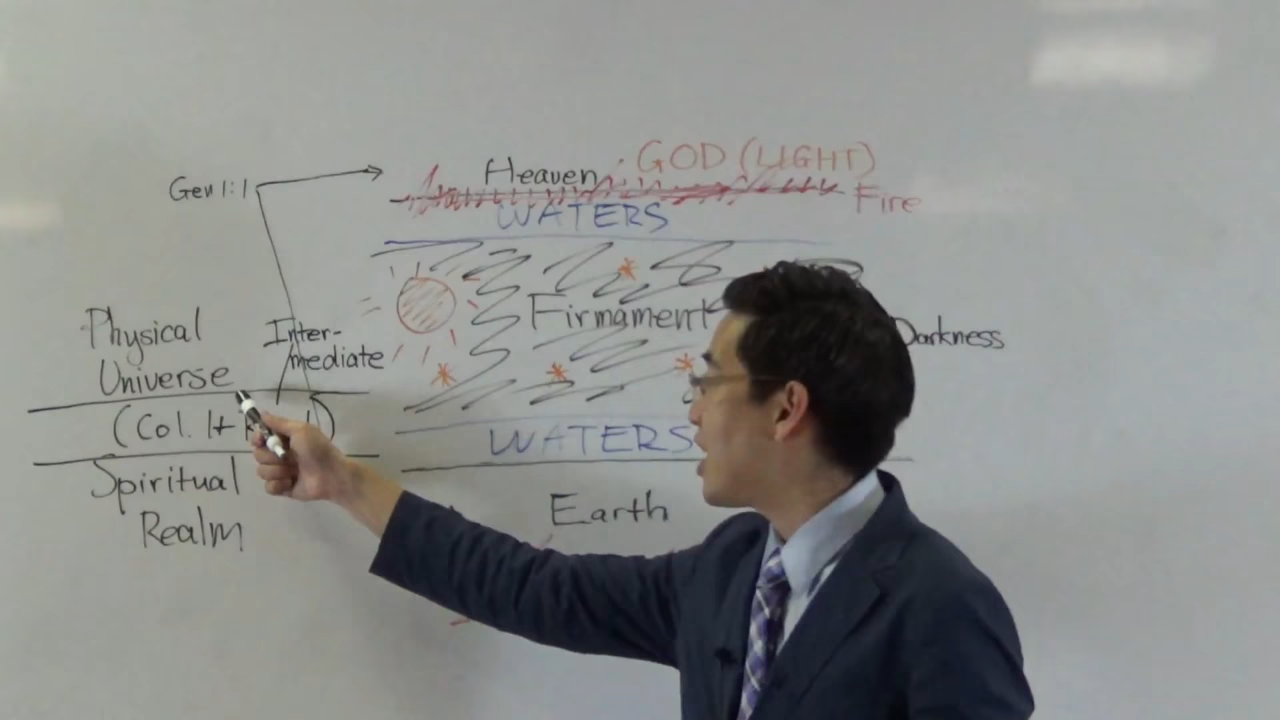 Heaven GOD (LIGHT)
Gen 1:1
Fire
WATERS
Firmament
Darkness
Physical
Universe
Inter-
mediate
(Col. 1+
WATERS
Spiritual
Realm
Earth